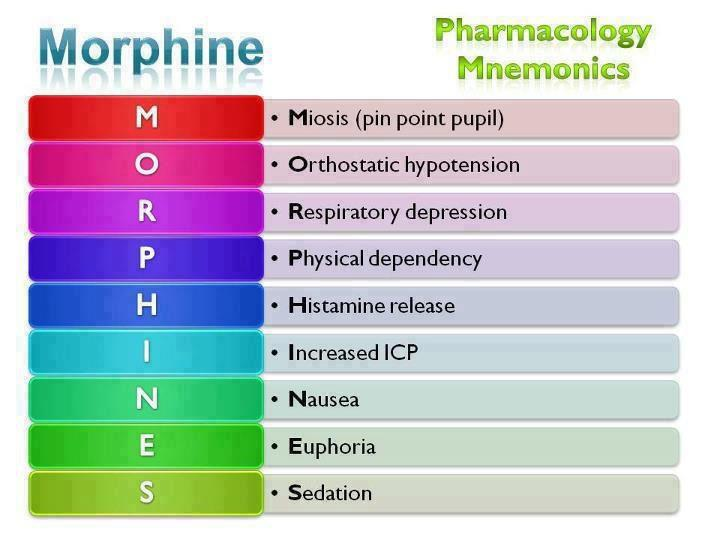 Morphine
Pharmacology
Mnemonics
M • Miosis (pin point pupil)
O • Orthostatic hypotension
R • Respiratory depression
P • Physical dependency
H • Histamine release
I • Increased ICP
N • Nausea
E • Euphoria
S • Sedation